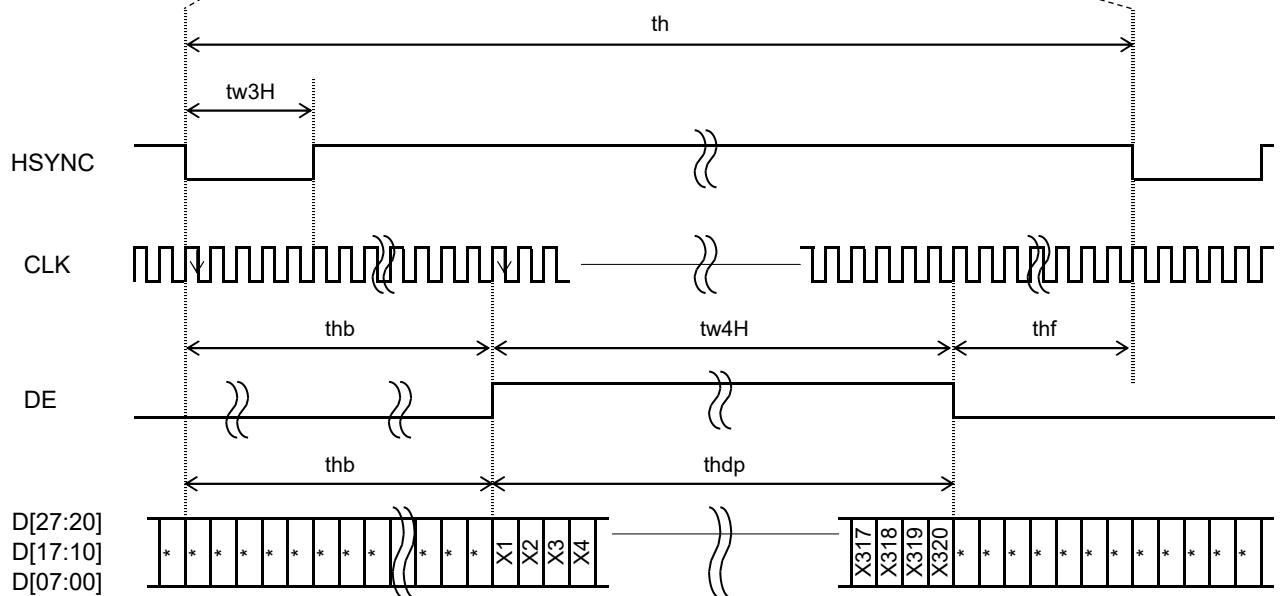 th
tw3H
HSYNC
CLK
thb tw4H thf
DE
thb thdp
D[27:20]
D[17:10]
D[07:00]
* * * * * * * * * * * * X1 X2 X3 X4 X317 X318 X319 X320 * * * * * * * * * * * *